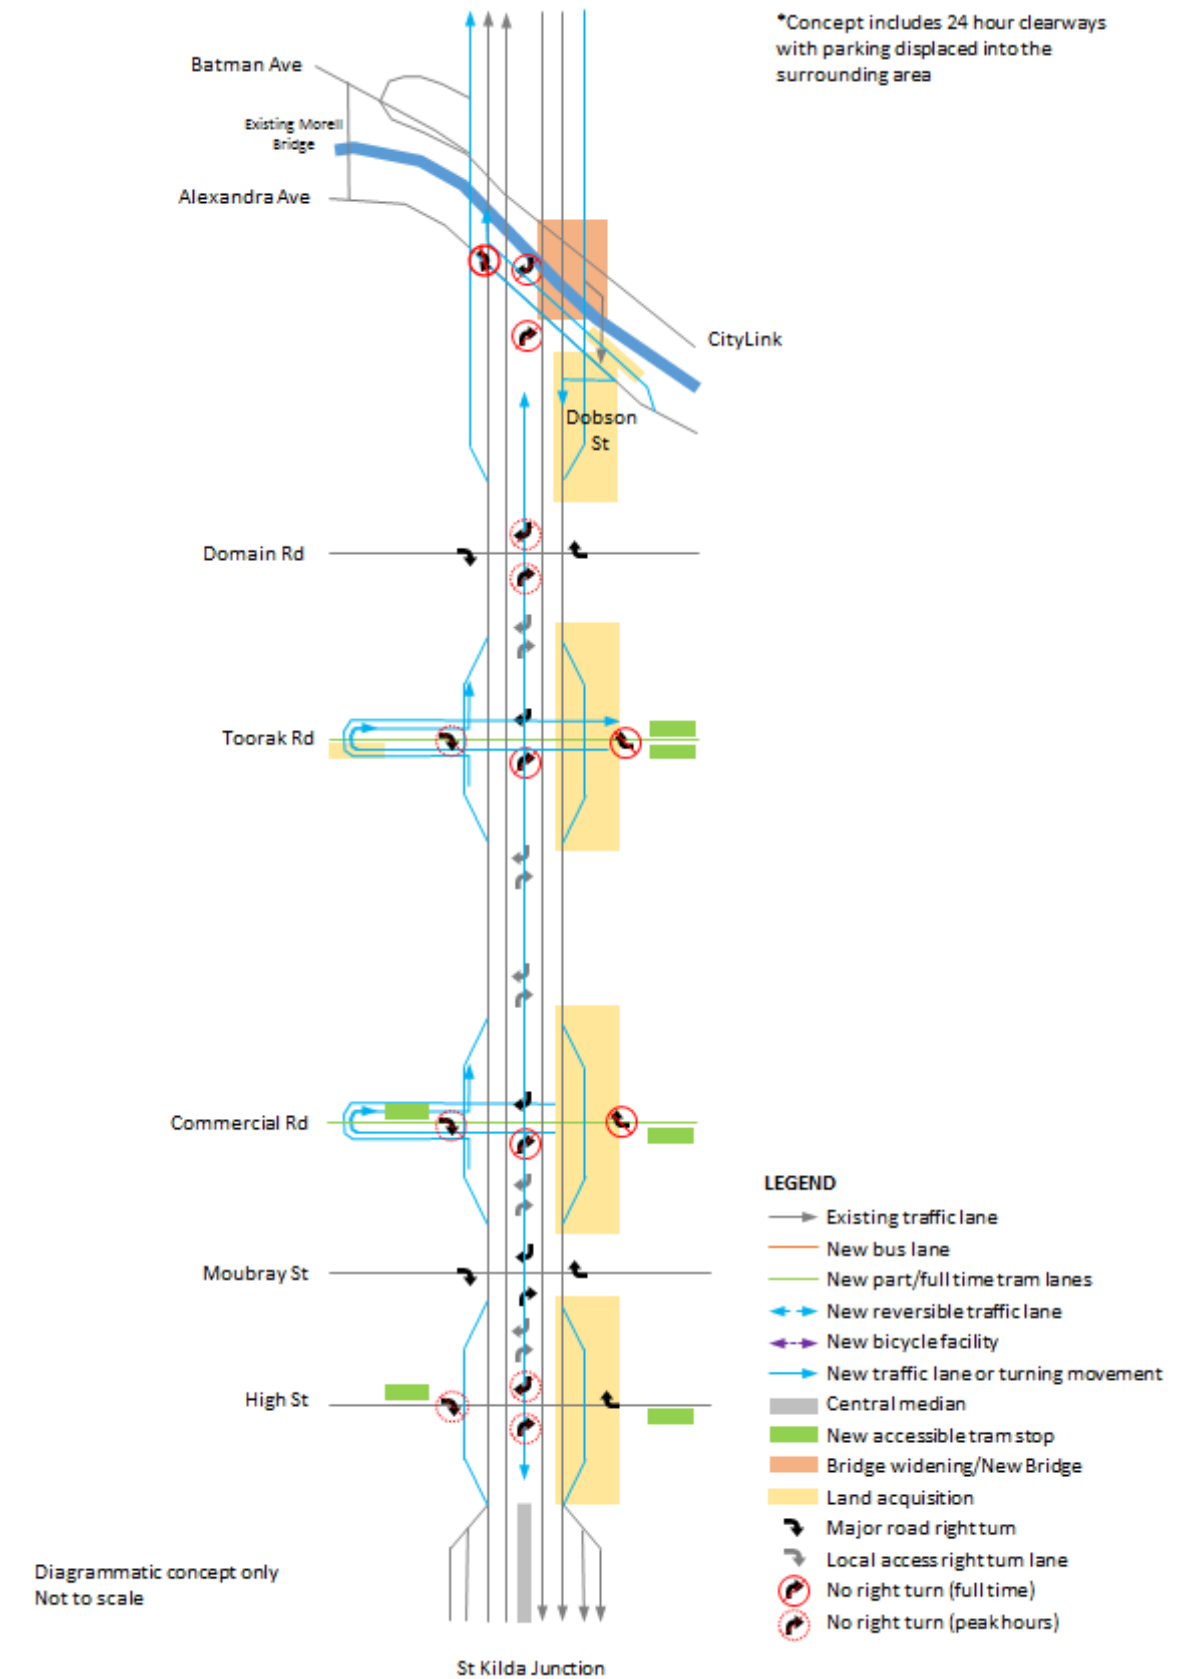 *Concept includes 24 hour clearways
with parking displaced into the
surrounding area
Batman Ave
Existing Morell
Bridge
Alexandra Ave
CityLink
Dobson
St
Domain Rd
Toorak Rd
Commercial Rd
Moubray St
High St
LEGEND
Existing traffic lane
New bus lane
New part/full time tram lanes
New reversible traffic lane
New bicycle facility
New traffic lane or turning movement
Central median
New accessible tram stop
Bridge widening/New Bridge
Land acquisition
Major road right turn
Local access right turn lane
No right turn (full time)
No right turn (peak hours)
Diagrammatic concept only
Not to scale
St Kilda Junction